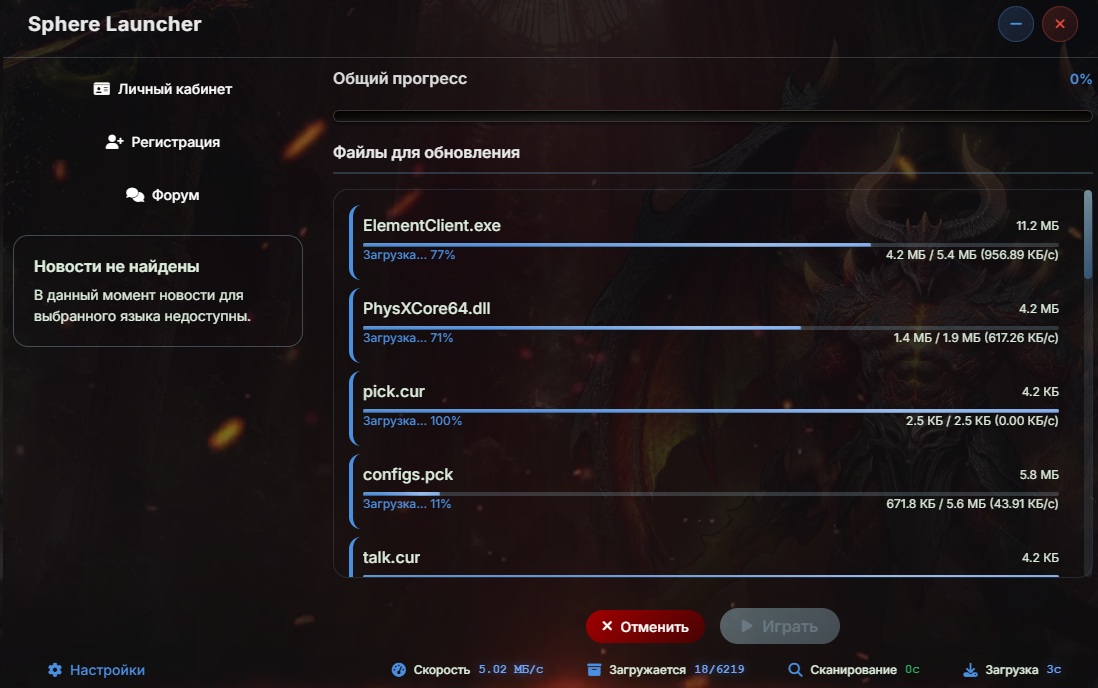 Sphere Launcher
Личный кабинет
Регистрация
Форум
Новости не найдены
В данный момент новости для
выбранного языка недоступны.
Общий прогресс 0%
Файлы для обновления
ElementClient.exe 11.2 МБ
Загрузка... 77% 4.2 МБ / 5.4 МБ (956.89 КБ/с)
PhysXCore64.dll 4.2 МБ
Загрузка... 71% 1.4 МБ / 1.9 МБ (617.26 КБ/с)
pick.cur 4.2 КБ
Загрузка... 100% 2.5 КБ / 2.5 КБ (0.00 КБ/с)
configs.pck 5.8 МБ
Загрузка... 11% 671.8 КБ / 5.6 МБ (43.91 КБ/с)
talk.cur 4.2 КБ
Отменить Играть
Настройки Скорость 5.02 МБ/с Загружается 18/6219 Сканирование 0с Загрузка 3с